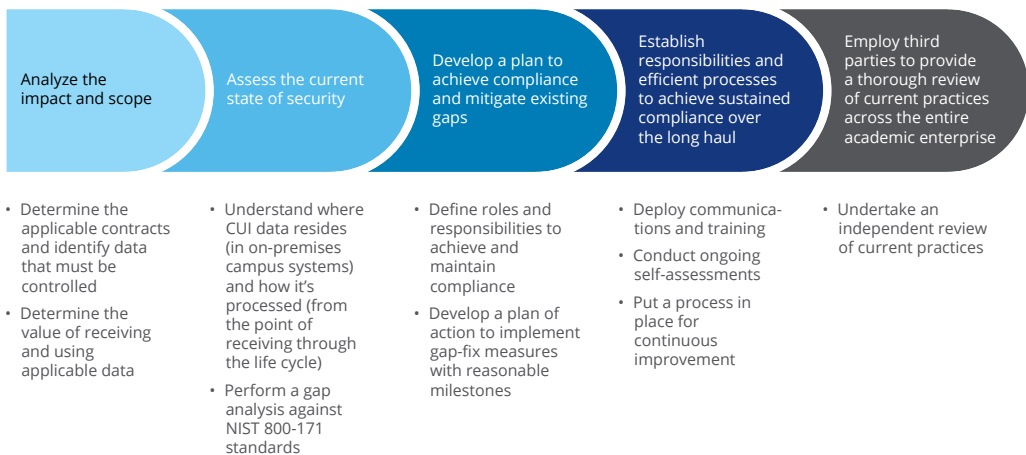 Analyze the
impact and scope
Assess the current
state of security
Develop a plan to
achieve compliance
and mitigate existing
gaps
Establish
responsibilities and
efficient processes
to achieve sustained
compliance over
the long haul
Employ third
parties to provide
a thorough review
of current practices
across the entire
academic enterprise
• Determine the
applicable contracts
and identify data
that must be
controlled
• Determine the
value of receiving
and using
applicable data
• Understand where
CUI data resides
(in on-premises
campus systems)
and how it’s
processed (from
the point of
receiving through
the life cycle)
• Perform a gap
analysis against
NIST 800-171
standards
• Define roles and
responsibilities to
achieve and
maintain
compliance
• Develop a plan of
action to implement
gap-fix measures
with reasonable
milestones
• Deploy communica-
tions and training
• Conduct ongoing
self-assessments
• Put a process in
place for
continuous
improvement
• Undertake an
independent review
of current practices